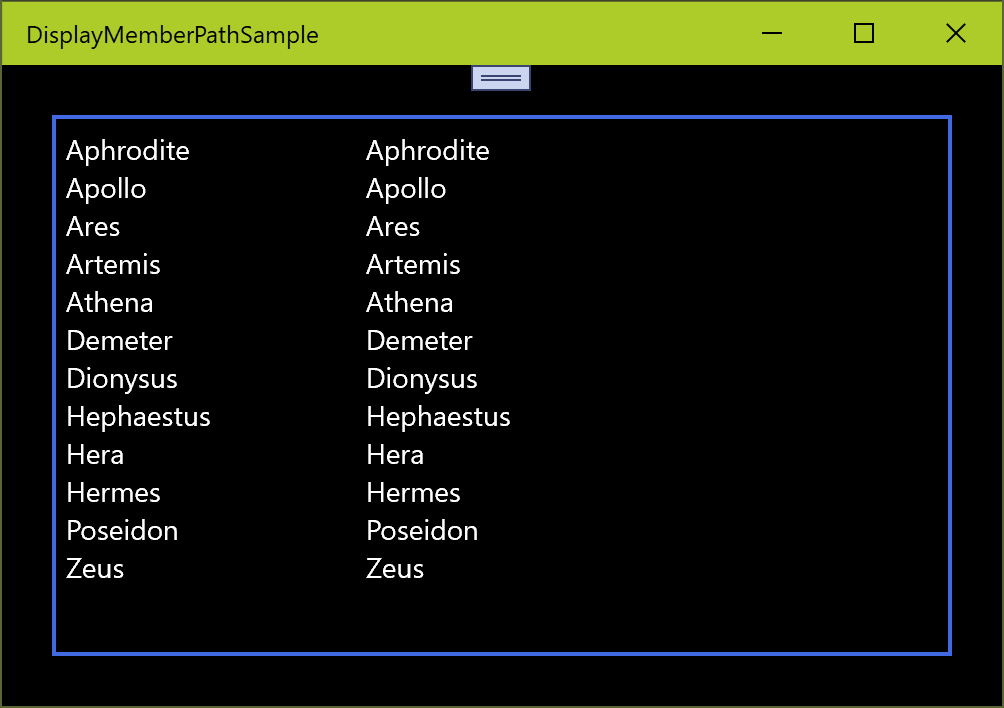 DisplayMemberPathSample
Aphrodite Aphrodite
Apollo Apollo
Ares Ares
Artemis Artemis
Athena Athena
Demeter Demeter
Dionysus Dionysus
Hephaestus Hephaestus
Hera Hera
Hermes Hermes
Poseidon Poseidon
Zeus Zeus